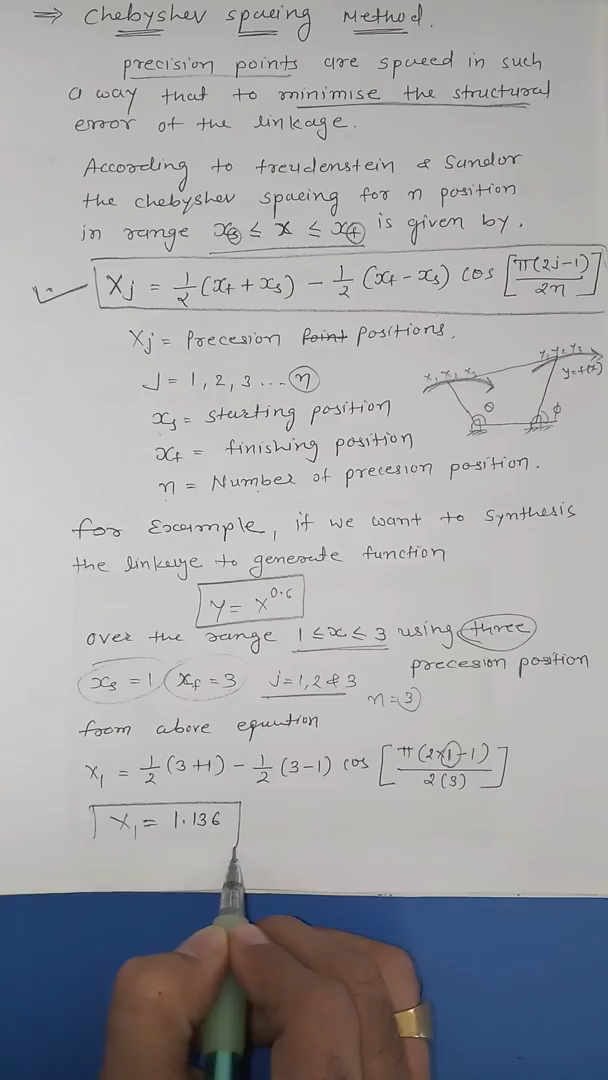 ⇒ Chebyshev spacing Method.
precision points are spaced in such
a way that to minimise the structural
error of the linkage.
According to freudenstein & Sandor
the chebyshev spacing for n position
in range xs ≤ x ≤ xf is given by.
Xj = 1/2 (xf + xs) - 1/2 (xf - xs) cos [π(2j-1)/2n]
Xj = Precesion Point positions.
J = 1, 2, 3 ... n
xs = starting position
xf = finishing position
n = Number of precesion position.
x1 x2 x3
y1 y2 y3
y=f(x)
θ
φ
for Example, if we want to synthesis
the linkage to generate function
Y = X^0.6
over the range 1 ≤ x ≤ 3 using three
precesion position
xs = 1 xf = 3 j = 1, 2 & 3
n = 3
from above equation
X1 = 1/2 (3+1) - 1/2 (3-1) cos [π(2×1-1)/2(3)]
X1 = 1.136